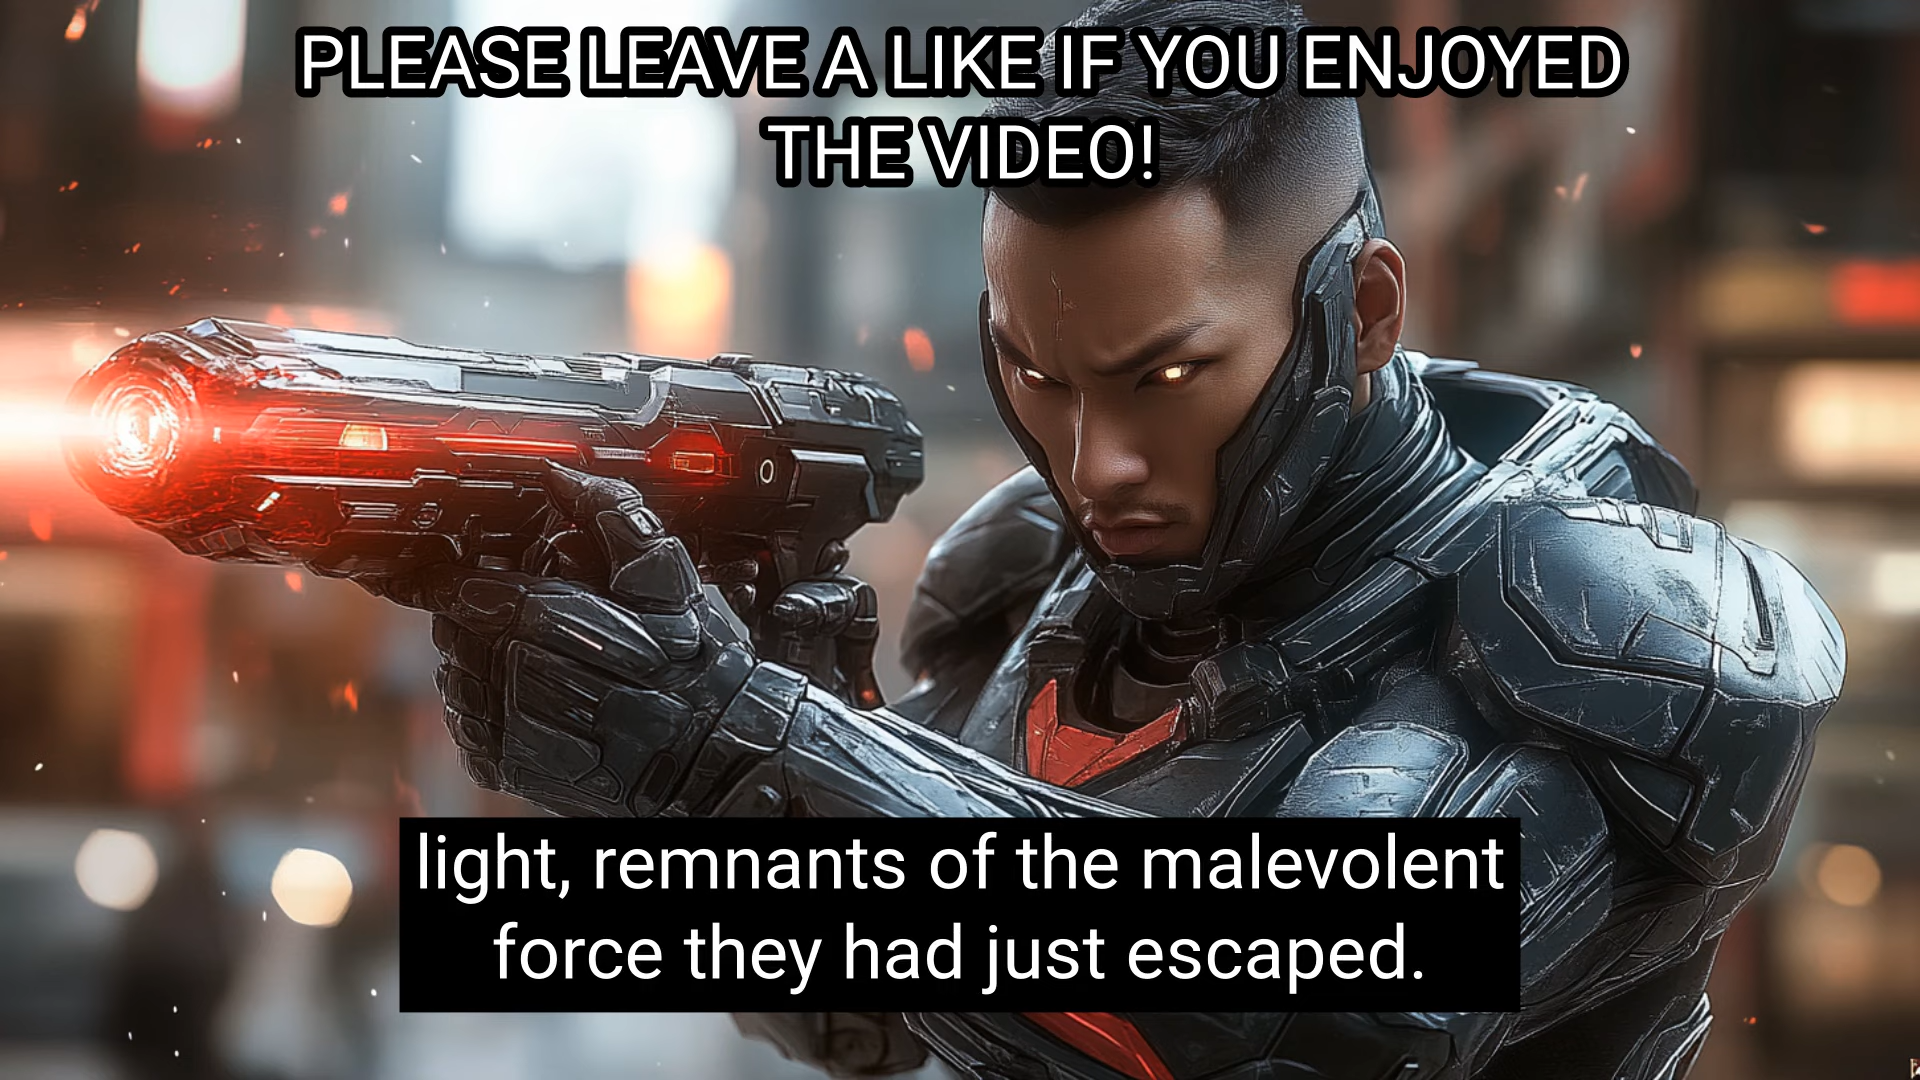 PLEASE LEAVE A LIKE IF YOU ENJOYED
THE VIDEO!
light, remnants of the malevolent
force they had just escaped.